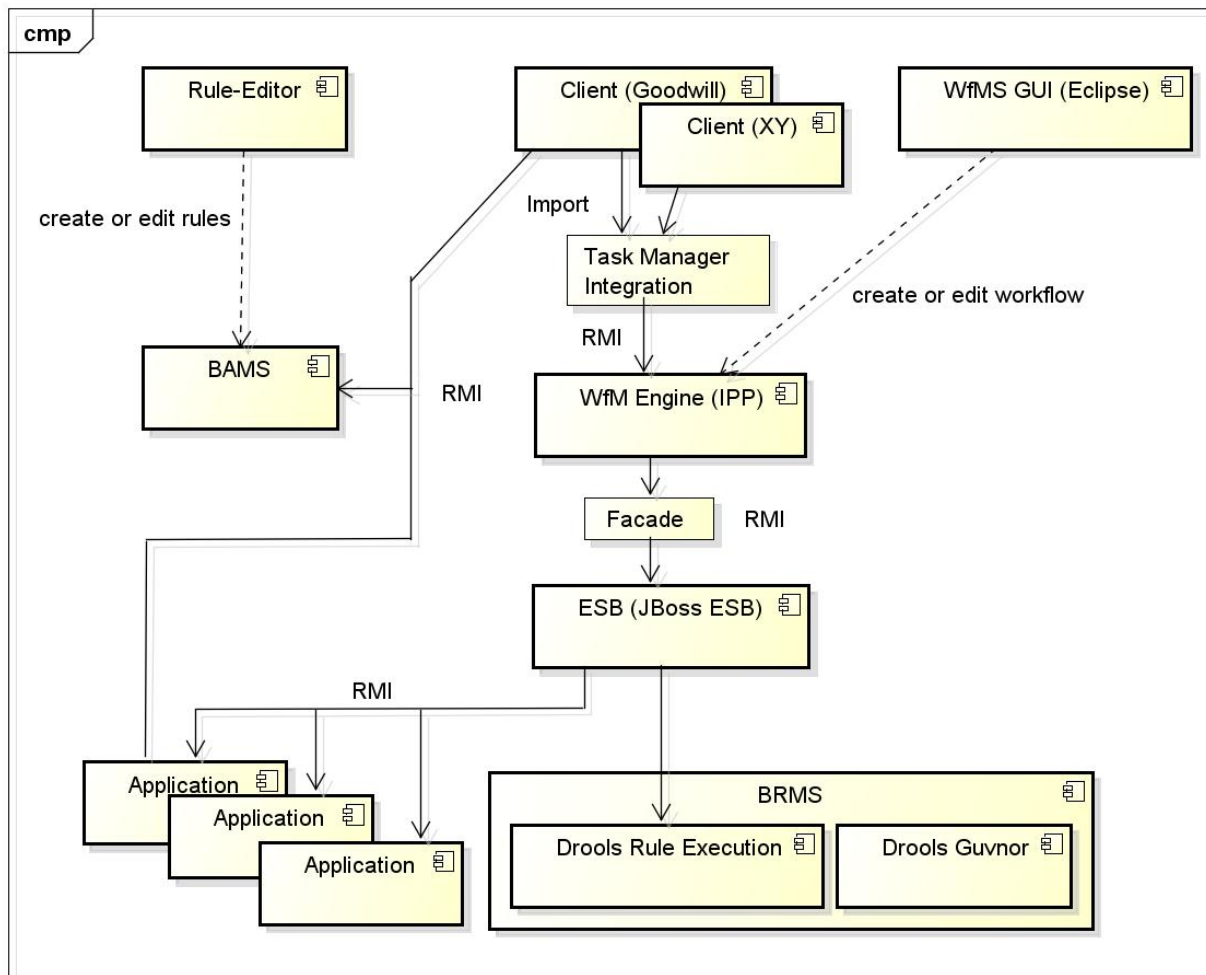 cmp
Rule-Editor
Client (Goodwill)
Client (XY)
WfMS GUI (Eclipse)
create or edit rules
Import
Task Manager
Integration
create or edit workflow
RMI
BAMS
RMI
WfM Engine (IPP)
Facade
RMI
ESB (JBoss ESB)
RMI
Application
Application
Application
BRMS
Drools Rule Execution
Drools Guvnor